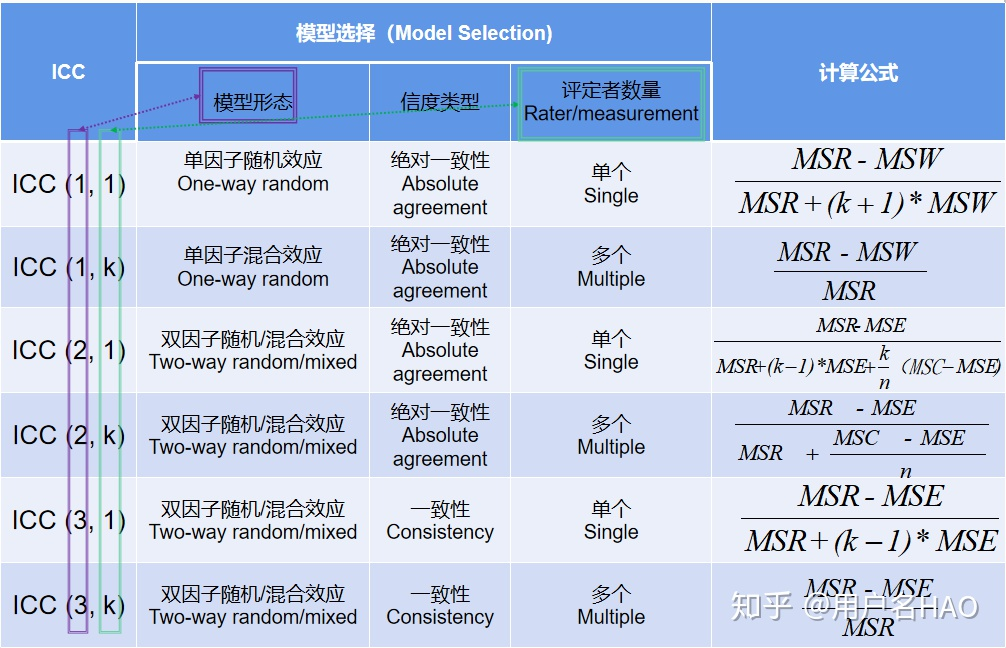 ICC
模型选择（Model Selection)
计算公式
模型形态
信度类型
评定者数量
Rater/measurement
ICC (1, 1)
单因子随机效应
One-way random
绝对一致性
Absolute
agreement
单个
Single
MSR - MSW
MSR + (k + 1) * MSW
ICC (1, k)
单因子混合效应
One-way random
绝对一致性
Absolute
agreement
多个
Multiple
MSR - MSW
MSR
ICC (2, 1)
双因子随机/混合效应
Two-way random/mixed
绝对一致性
Absolute
agreement
单个
Single
MSR- MSE
MSR+(k−1)*MSE+k/n（MSC−MSE)
ICC (2, k)
双因子随机/混合效应
Two-way random/mixed
绝对一致性
Absolute
agreement
多个
Multiple
MSR - MSE
MSR + MSC - MSE
n
ICC (3, 1)
双因子随机/混合效应
Two-way random/mixed
一致性
Consistency
单个
Single
MSR - MSE
MSR + (k − 1) * MSE
ICC (3, k)
双因子随机/混合效应
Two-way random/mixed
一致性
Consistency
多个
Multiple
MSR - MSE
MSR
知乎 @用户名HAO